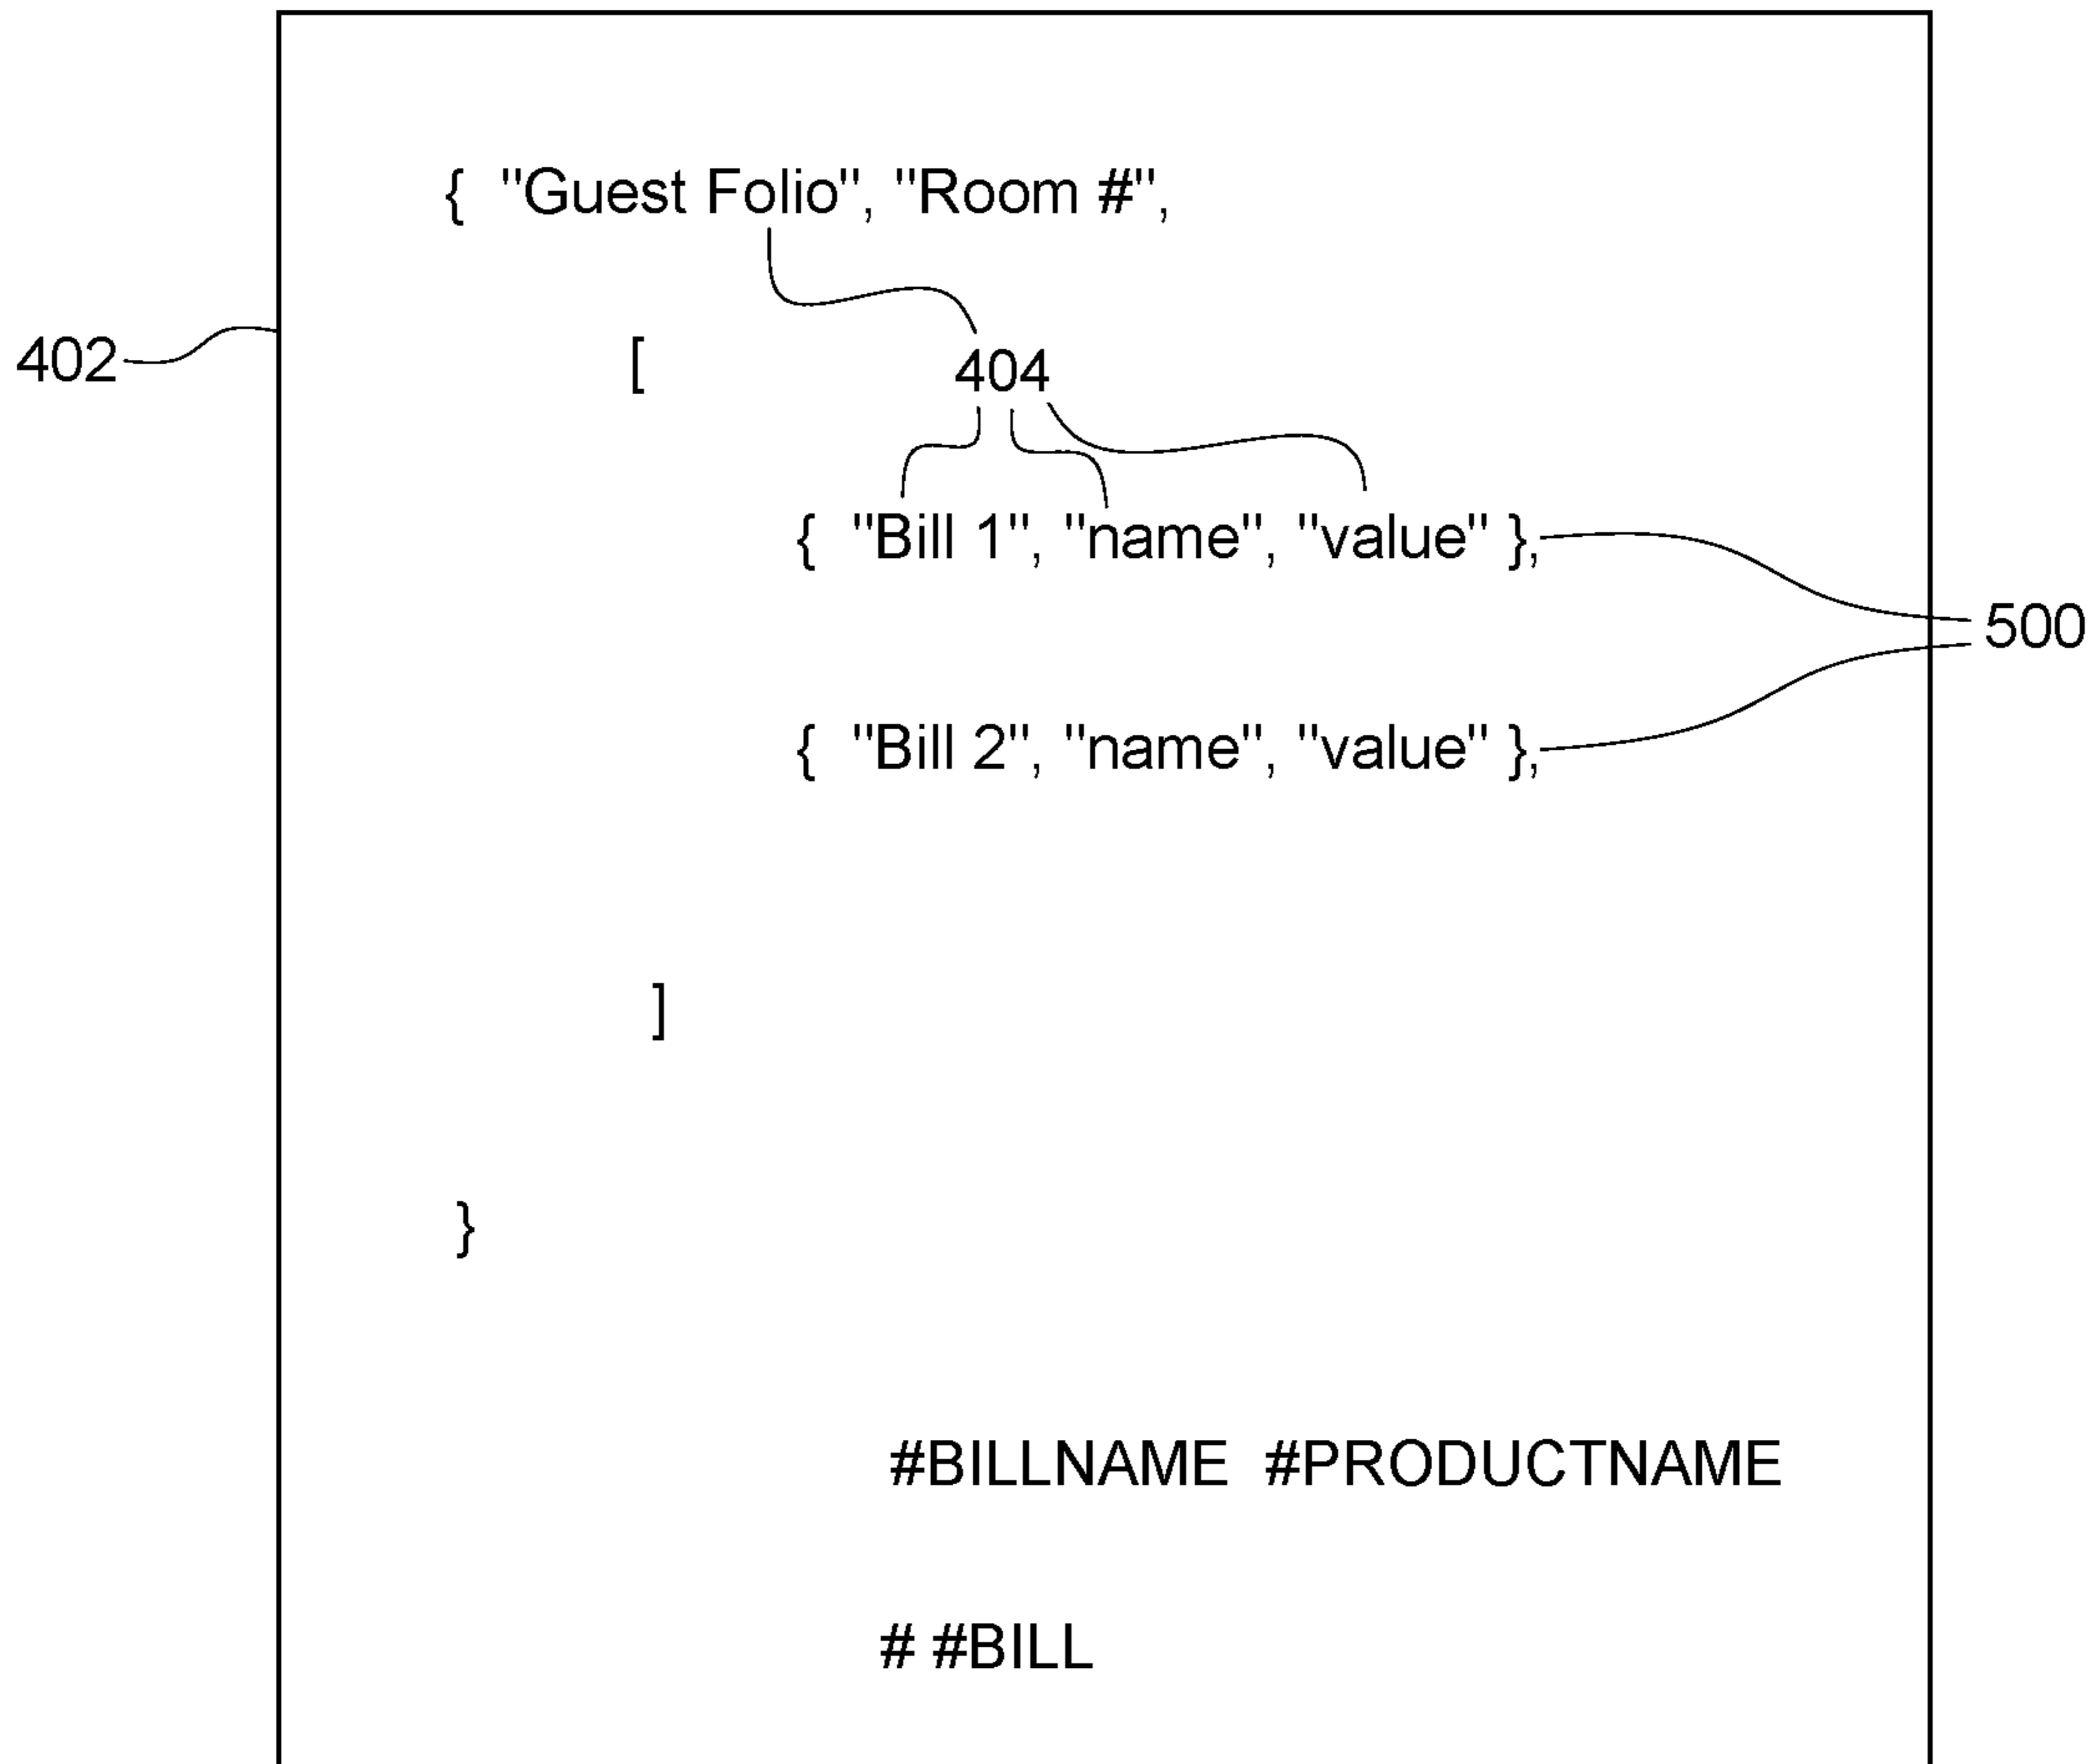 { "Guest Folio", "Room #",
402
[ 404
{ "Bill 1", "name", "value" },
500
{ "Bill 2", "name", "value" },
]
}
#BILLNAME #PRODUCTNAME
# #BILL